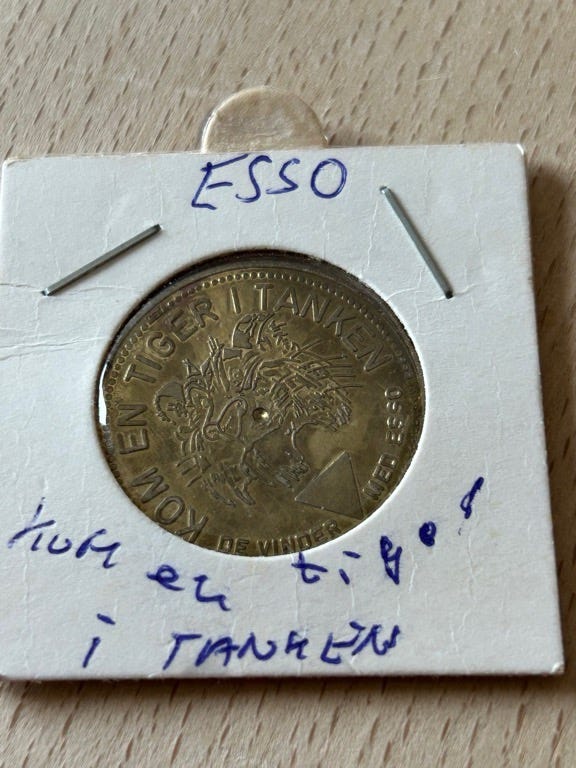 ESSO
KOM EN TIGER I TANKEN
DE VINDER MED ESSO
Kom
en tiger
i TANKEN